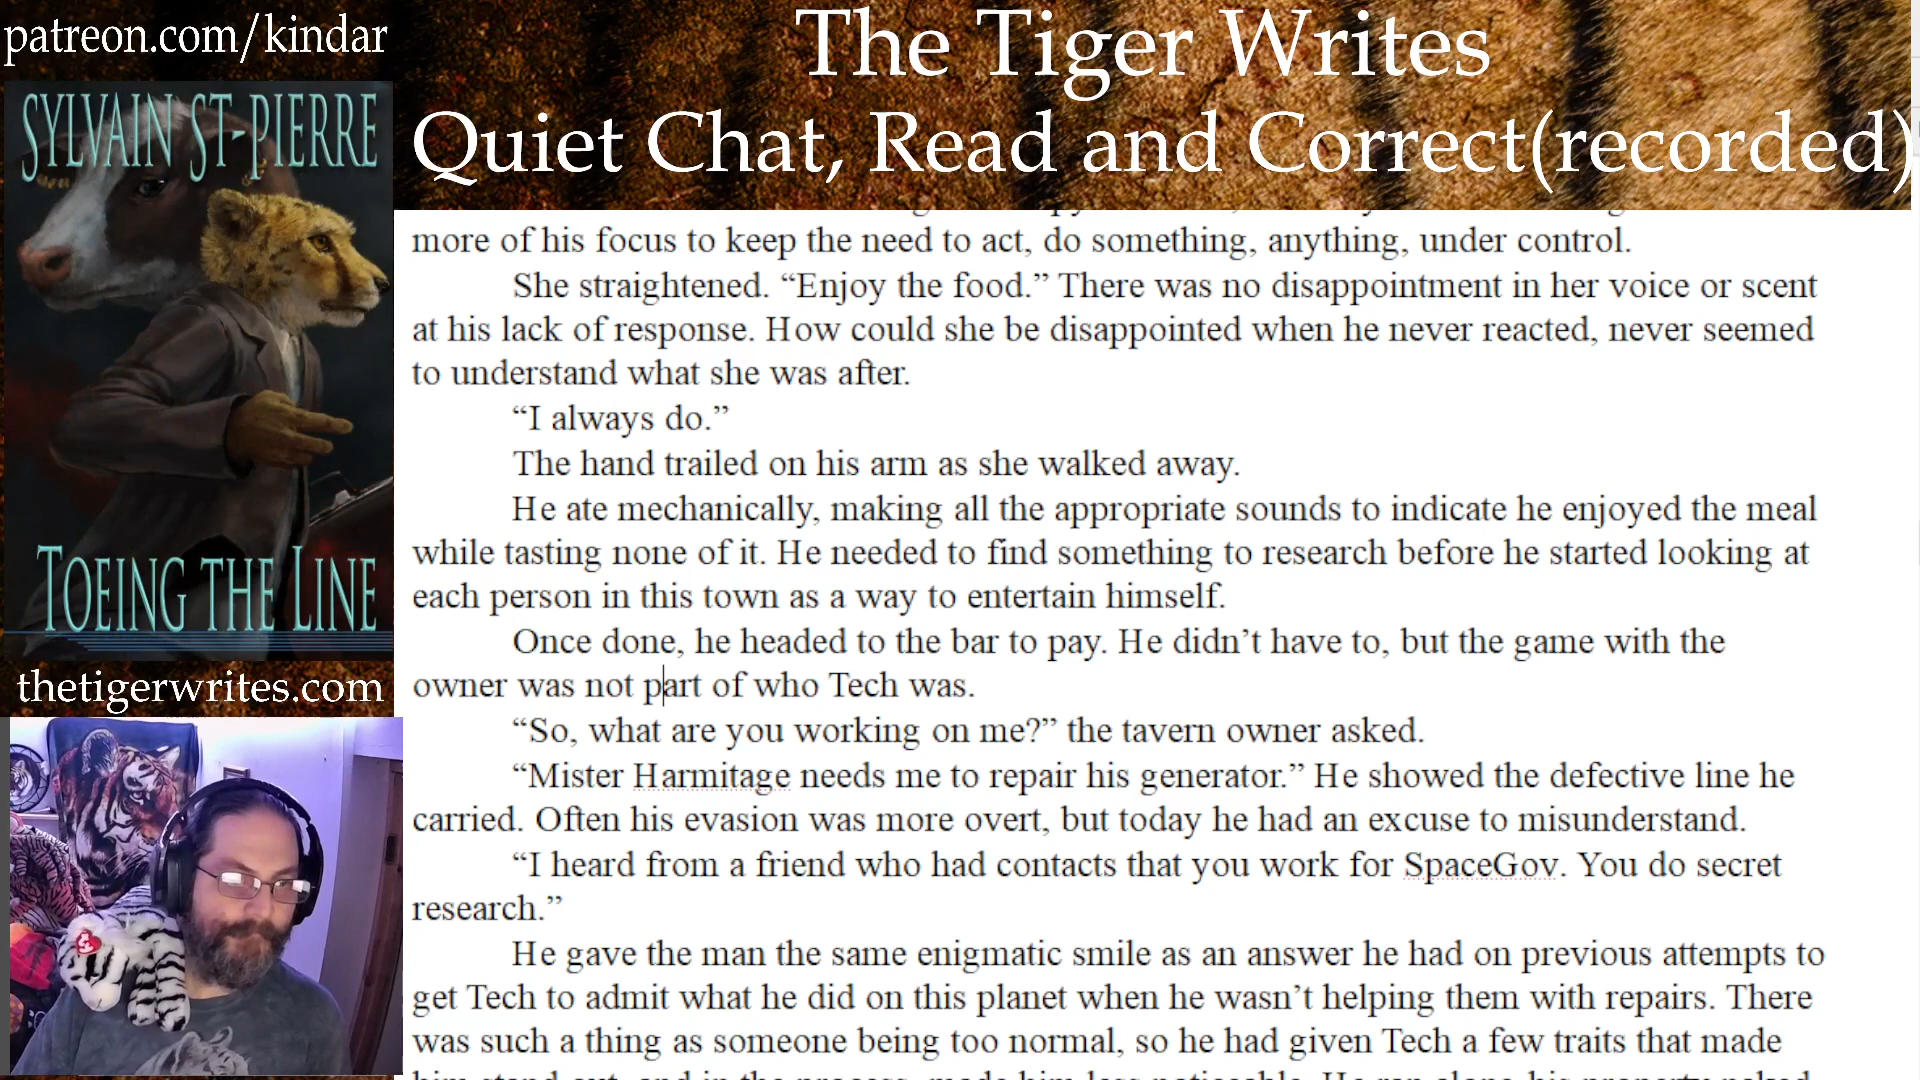 patreon.com/kindar
SYLVAIN ST-PIERRE
TOEING THE LINE
thetigerwrites.com
The Tiger Writes
Quiet Chat, Read and Correct(recorded)
more of his focus to keep the need to act, do something, anything, under control.
She straightened. “Enjoy the food.” There was no disappointment in her voice or scent
at his lack of response. How could she be disappointed when he never reacted, never seemed
to understand what she was after.
“I always do.”
The hand trailed on his arm as she walked away.
He ate mechanically, making all the appropriate sounds to indicate he enjoyed the meal
while tasting none of it. He needed to find something to research before he started looking at
each person in this town as a way to entertain himself.
Once done, he headed to the bar to pay. He didn’t have to, but the game with the
owner was not part of who Tech was.
“So, what are you working on me?” the tavern owner asked.
“Mister Harmitage needs me to repair his generator.” He showed the defective line he
carried. Often his evasion was more overt, but today he had an excuse to misunderstand.
“I heard from a friend who had contacts that you work for SpaceGov. You do secret
research.”
He gave the man the same enigmatic smile as an answer he had on previous attempts to
get Tech to admit what he did on this planet when he wasn’t helping them with repairs. There
was such a thing as someone being too normal, so he had given Tech a few traits that made